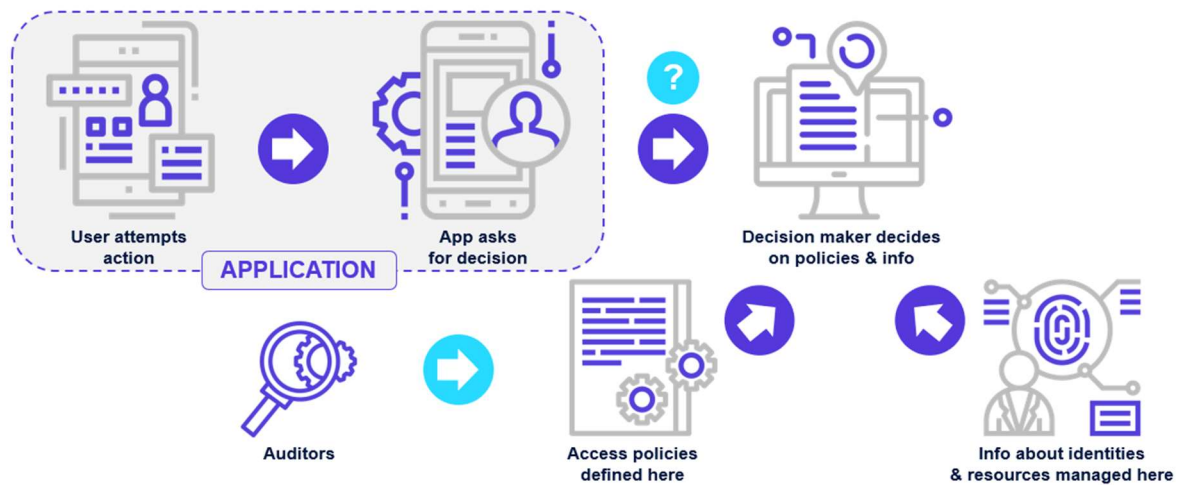 ?
User attempts
action
App asks
for decision
Decision maker decides
on policies & info
APPLICATION
Auditors
Access policies
defined here
Info about identities
& resources managed here